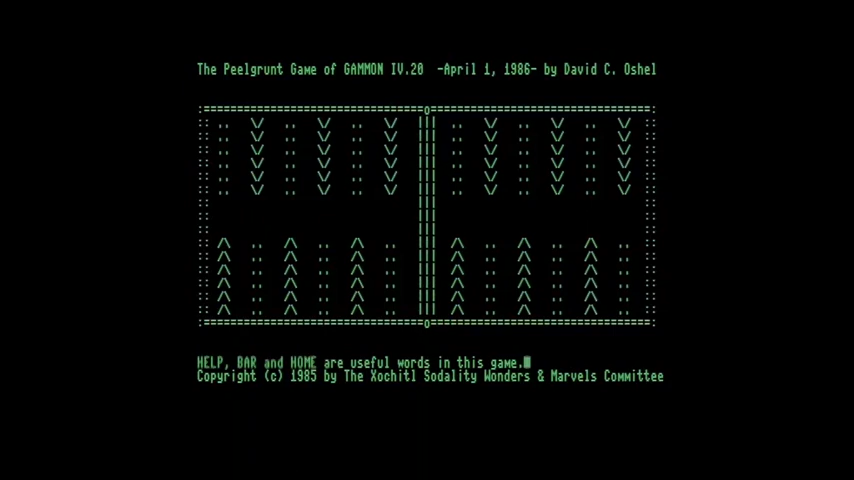 The Peelgrunt Game of GAMMON IV.20 -April 1, 1986- by David C. Oshel
HELP, BAR and HOME are useful words in this game.
Copyright (c) 1985 by The Xochitl Sodality Wonders & Marvels Committee